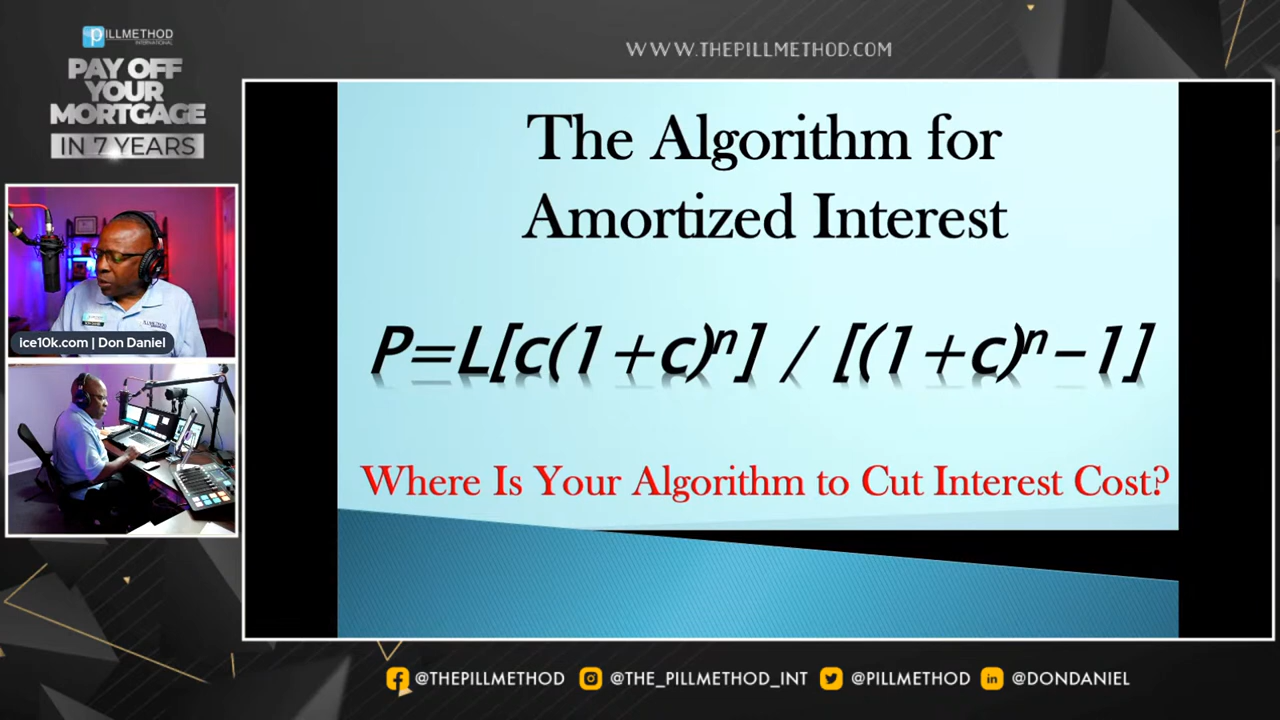 PILLMETHOD
INTERNATIONAL
PAY OFF
YOUR
MORTGAGE
IN 7 YEARS
WWW.THEPILLMETHOD.COM
The Algorithm for
Amortized Interest
P=L[c(1+c)ⁿ] / [(1+c)ⁿ–1]
Where Is Your Algorithm to Cut Interest Cost?
ice10k.com | Don Daniel
@THEPILLMETHOD
@THE_PILLMETHOD_INT
@PILLMETHOD
@DONDANIEL